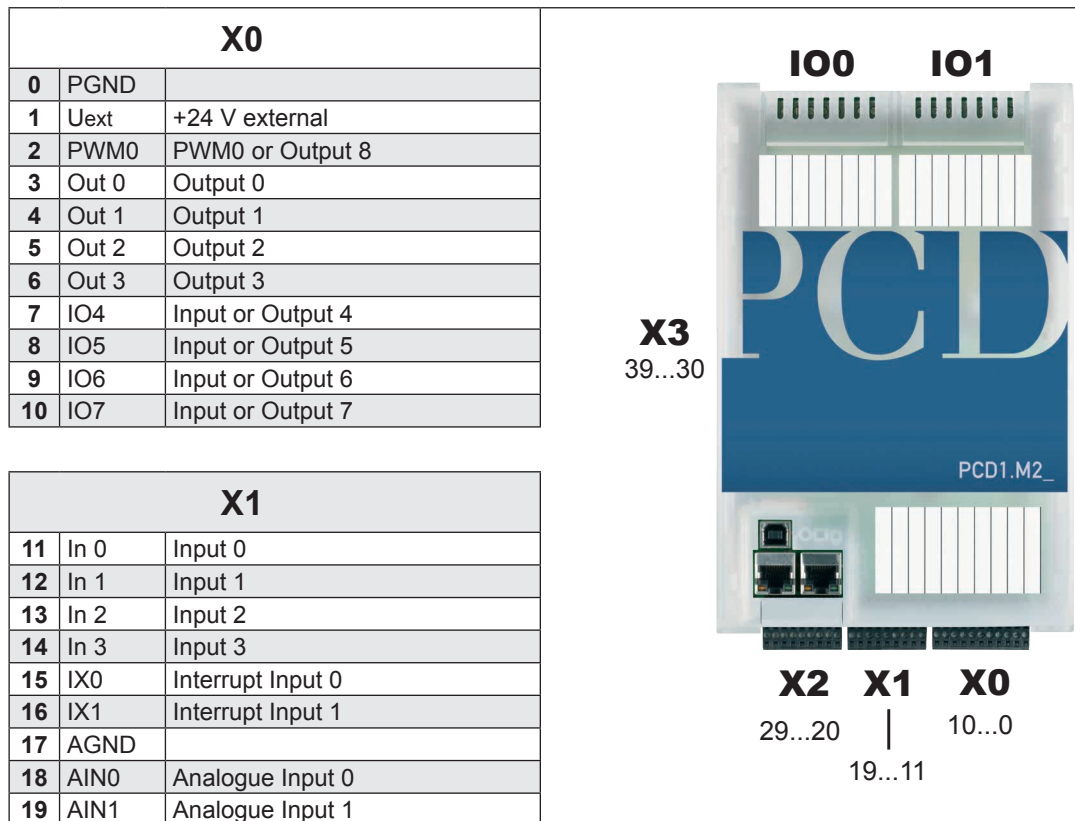 X0
0 PGND
1 Uext +24 V external
2 PWM0 PWM0 or Output 8
3 Out 0 Output 0
4 Out 1 Output 1
5 Out 2 Output 2
6 Out 3 Output 3
7 IO4 Input or Output 4
8 IO5 Input or Output 5
9 IO6 Input or Output 6
10 IO7 Input or Output 7
X1
11 In 0 Input 0
12 In 1 Input 1
13 In 2 Input 2
14 In 3 Input 3
15 IX0 Interrupt Input 0
16 IX1 Interrupt Input 1
17 AGND
18 AIN0 Analogue Input 0
19 AIN1 Analogue Input 1
IO0 IO1
PCD
X3
39...30
PCD1.M2_
X2 X1 X0
29...20 10...0
19...11